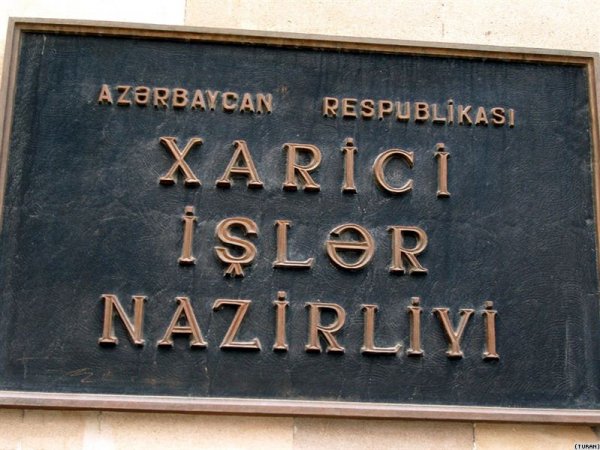 AZƏRBAYCAN RESPUBLİKASI
XARİCİ
İŞLƏR
NAZİRLİYİ
(TURAN)